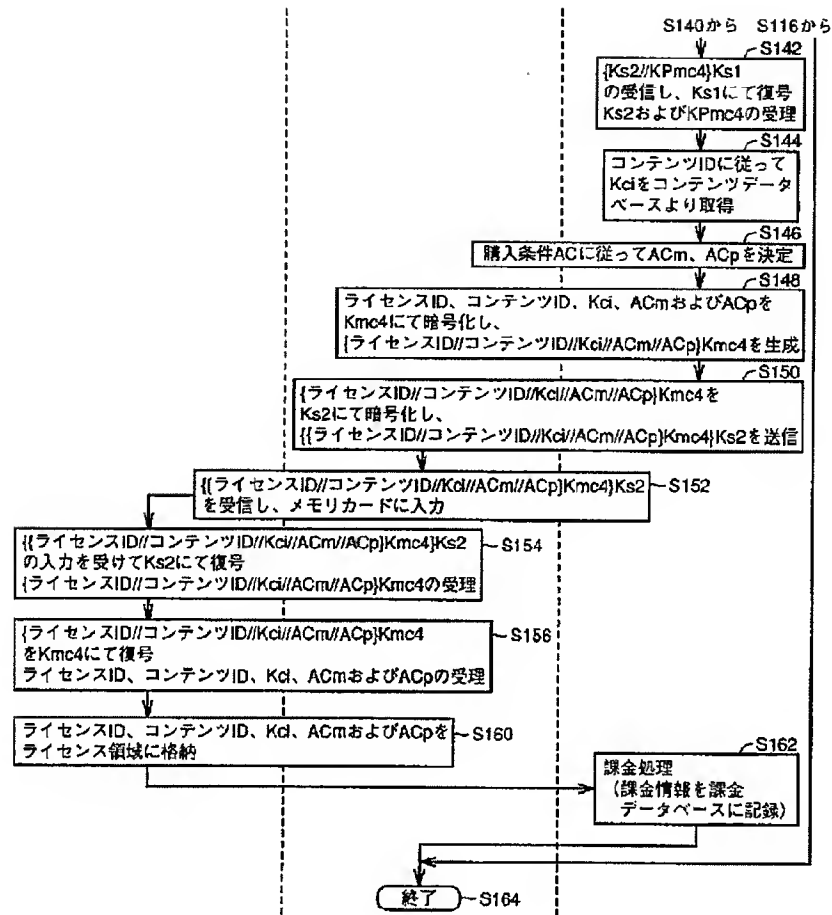 S140から S116から
S142
{Ks2//KPmc4}Ks1
の受信し、Ks1にて復号
Ks2およびKPmc4の受理
S144
コンテンツIDに従って
Kciをコンテンツデータ
ベースより取得
S146
購入条件ACに従ってACm、ACpを決定
S148
ライセンスID、コンテンツID、Kci、ACmおよびACpを
Kmc4にて暗号化し、
{ライセンスID//コンテンツID//Kci//ACm//ACp}Kmc4を生成
S150
{ライセンスID//コンテンツID//Kci//ACm//ACp}Kmc4を
Ks2にて暗号化し、
{{ライセンスID//コンテンツID//Kci//ACm//ACp}Kmc4}Ks2を送信
{{ライセンスID//コンテンツID//Kci//ACm//ACp}Kmc4}Ks2
を受信し、メモリカードに入力
S152
{{ライセンスID//コンテンツID//Kci//ACm//ACp}Kmc4}Ks2
の入力を受けてKs2にて復号
{ライセンスID//コンテンツID//Kci//ACm//ACp}Kmc4の受理
S154
{ライセンスID//コンテンツID//Kci//ACm//ACp}Kmc4
をKmc4にて復号
ライセンスID、コンテンツID、Kci、ACmおよびACpの受理
S156
ライセンスID、コンテンツID、Kci、ACmおよびACpを
ライセンス領域に格納
S160
S162
課金処理
(課金情報を課金
データベースに記録)
終了
S164